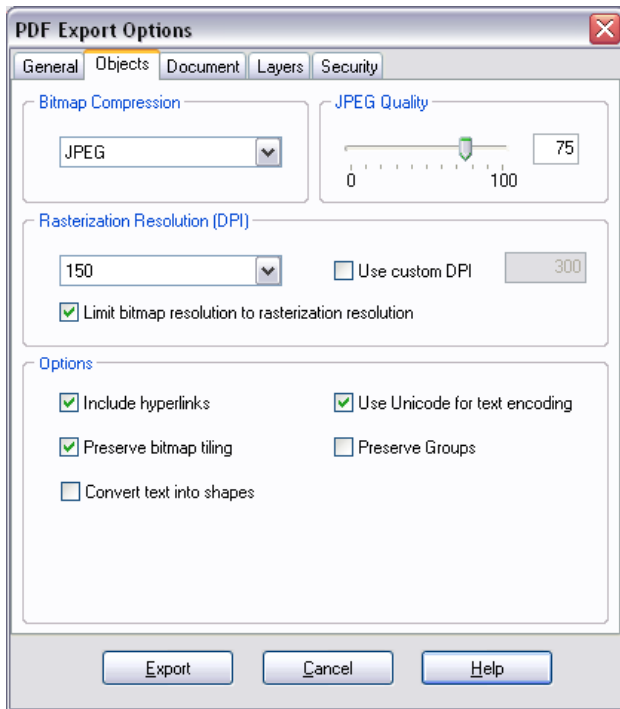 PDF Export Options
General Objects Document Layers Security
Bitmap Compression
JPEG Quality
JPEG
75
0 100
Rasterization Resolution (DPI)
150
Use custom DPI
300
Limit bitmap resolution to rasterization resolution
Options
Include hyperlinks
Use Unicode for text encoding
Preserve bitmap tiling
Preserve Groups
Convert text into shapes
Export Cancel Help